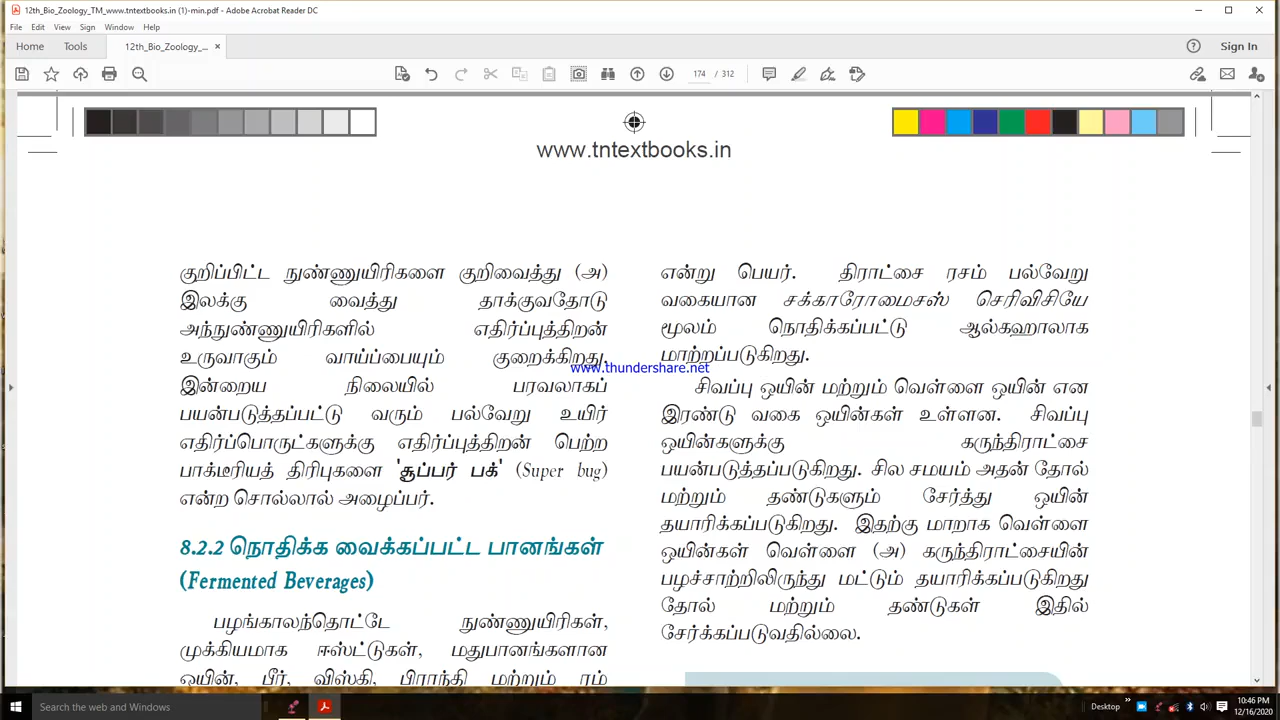 12th_Bio_Zoology_TM_www.tntextbooks.in (1)-min.pdf - Adobe Acrobat Reader DC
File Edit View Sign Window Help
Home Tools 12th_Bio_Zoology_... × Sign In
174 / 312
www.tntextbooks.in
குறிப்பிட்ட நுண்ணுயிரிகளை குறிவைத்து (அ)
இலக்கு வைத்து தாக்குவதோடு
அந்நுண்ணுயிரிகளில் எதிர்ப்புத்திறன்
உருவாகும் வாய்ப்பையும் குறைக்கிறது.
இன்றைய நிலையில் பரவலாகப்
பயன்படுத்தப்பட்டு வரும் பல்வேறு உயிர்
எதிர்ப்பொருட்களுக்கு எதிர்ப்புத்திறன் பெற்ற
பாக்டீரியத் திரிபுகளை 'சூப்பர் பக்' (Super bug)
என்ற சொல்லால் அழைப்பர்.
8.2.2 நொதிக்க வைக்கப்பட்ட பானங்கள்
(Fermented Beverages)
பழங்காலந்தொட்டே நுண்ணுயிரிகள்,
முக்கியமாக ஈஸ்ட்டுகள், மதுபானங்களான
ஒயின், பீர், விஸ்கி, பிராந்தி மற்றும் ரம்
என்று பெயர். திராட்சை ரசம் பல்வேறு
வகையான சக்காரோமைசஸ் செரிவிசியே
மூலம் நொதிக்கப்பட்டு ஆல்கஹாலாக
மாற்றப்படுகிறது.
சிவப்பு ஒயின் மற்றும் வெள்ளை ஒயின் என
இரண்டு வகை ஒயின்கள் உள்ளன. சிவப்பு
ஒயின்களுக்கு கருந்திராட்சை
பயன்படுத்தப்படுகிறது. சில சமயம் அதன் தோல்
மற்றும் தண்டுகளும் சேர்த்து ஒயின்
தயாரிக்கப்படுகிறது. இதற்கு மாறாக வெள்ளை
ஒயின்கள் வெள்ளை (அ) கருந்திராட்சையின்
பழச்சாற்றிலிருந்து மட்டும் தயாரிக்கப்படுகிறது
தோல் மற்றும் தண்டுகள் இதில்
சேர்க்கப்படுவதில்லை.
www.thundershare.net
Search the web and Windows
Desktop
10:46 PM
12/16/2020